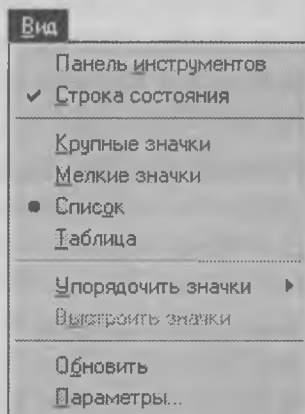 Вид
Панель инструментов
Строка состояния
Крупные значки
Мелкие значки
Список
Таблица
Упорядочить значки
Выстроить значки
Обновить
Параметры...